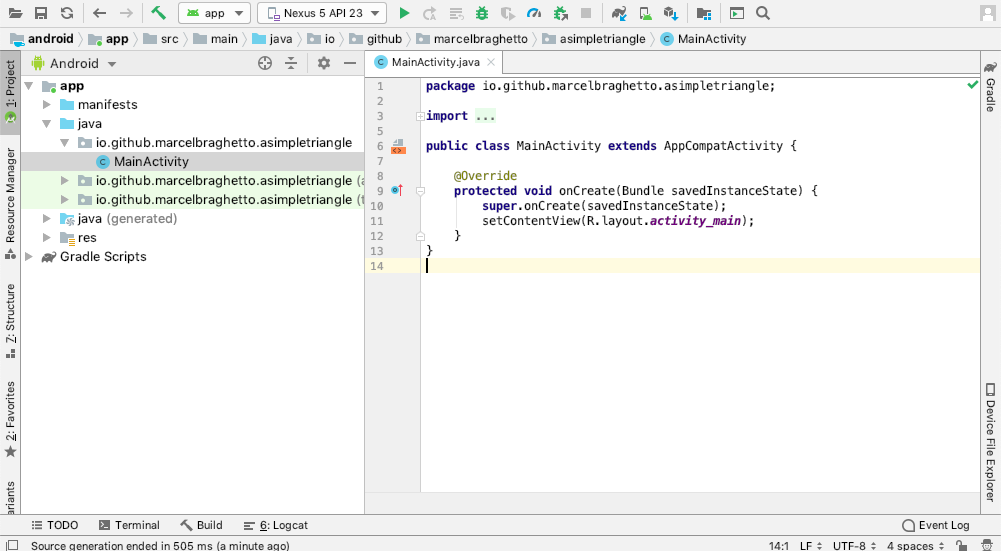 app
Nexus 5 API 23
android app src main java io github marcelbraghetto asimpletriangle MainActivity
1: Project
Resource Manager
Z: Structure
2: Favorites
Android
app
manifests
java
io.github.marcelbraghetto.asimpletriangle
MainActivity
io.github.marcelbraghetto.asimpletriangle (a
io.github.marcelbraghetto.asimpletriangle (t
java (generated)
res
Gradle Scripts
MainActivity.java
1 package io.github.marcelbraghetto.asimpletriangle;
2
3 import ...
5
6 public class MainActivity extends AppCompatActivity {
7
8 @Override
9 protected void onCreate(Bundle savedInstanceState) {
10 super.onCreate(savedInstanceState);
11 setContentView(R.layout.activity_main);
12 }
13 }
14
Gradle
Device File Explorer
TODO Terminal Build 6: Logcat Event Log
Source generation ended in 505 ms (a minute ago) 14:1 LF UTF-8 4 spaces